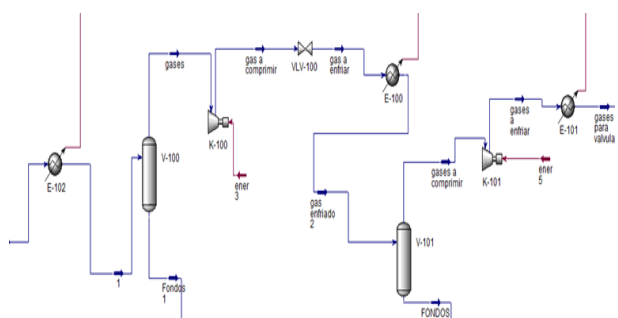 gases
gas a
comprimir
VLV-100
gas a
enfriar
E-100
K-100
ener
3
V-100
E-102
1
Fondos
1
gas
enfriado
2
V-101
FONDOS
gases a
comprimir
K-101
ener
5
gases
a
enfriar
E-101
gases
para
valvula